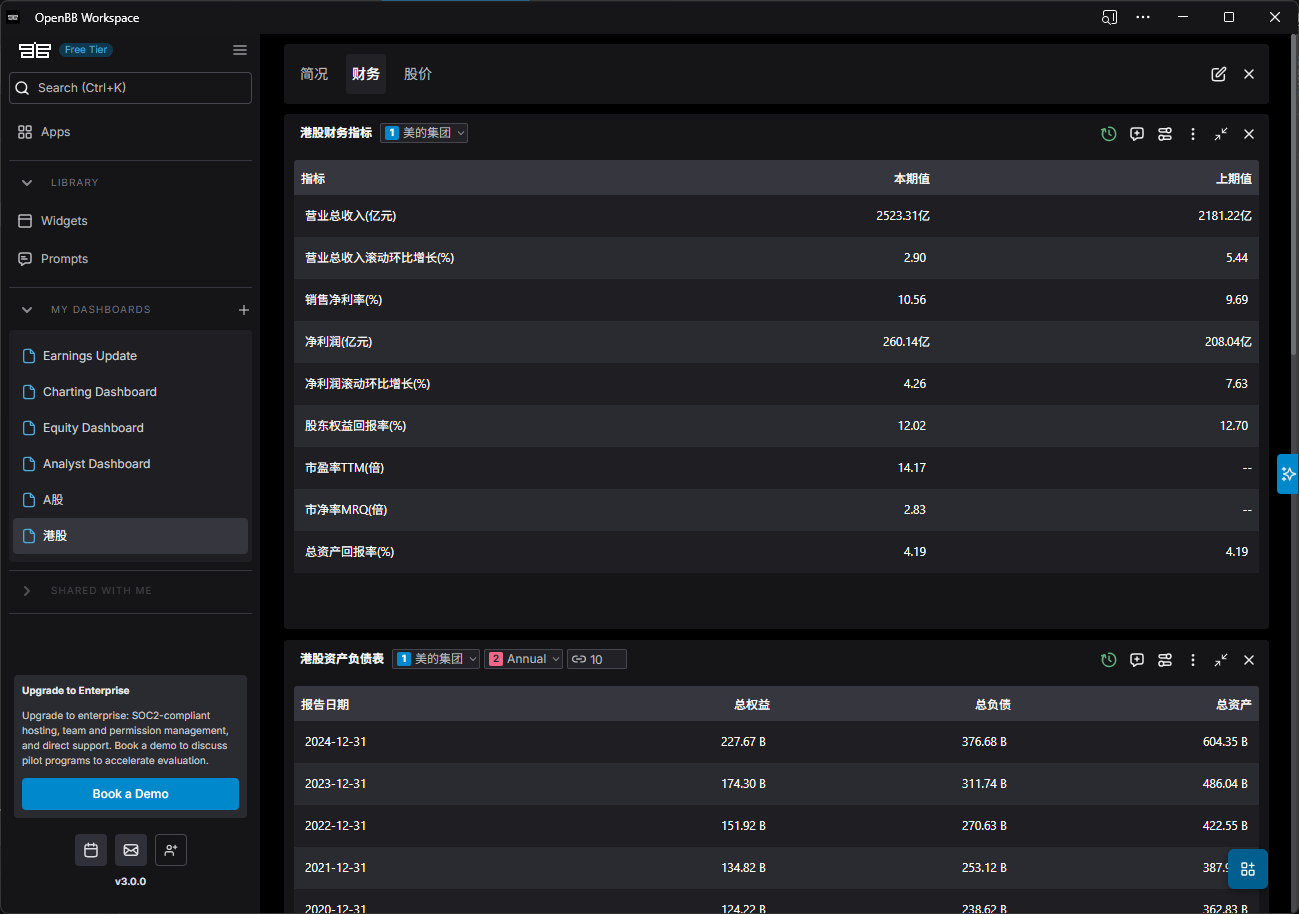 OpenBB Workspace
Free Tier
Search (Ctrl+K)
Apps
LIBRARY
Widgets
Prompts
MY DASHBOARDS
Earnings Update
Charting Dashboard
Equity Dashboard
Analyst Dashboard
A股
港股
SHARED WITH ME
Upgrade to Enterprise
Upgrade to enterprise: SOC2-compliant
hosting, team and permission management,
and direct support. Book a demo to discuss
pilot programs to accelerate evaluation.
Book a Demo
v3.0.0
简况 财务 股价
港股财务指标 1 美的集团
指标 本期值 上期值
营业总收入(亿元) 2523.31亿 2181.22亿
营业总收入滚动环比增长(%) 2.90 5.44
销售净利率(%) 10.56 9.69
净利润(亿元) 260.14亿 208.04亿
净利润滚动环比增长(%) 4.26 7.63
股东权益回报率(%) 12.02 12.70
市盈率TTM(倍) 14.17 --
市净率MRQ(倍) 2.83 --
总资产回报率(%) 4.19 4.19
港股资产负债表 1 美的集团 2 Annual 10
报告日期 总权益 总负债 总资产
2024-12-31 227.67 B 376.68 B 604.35 B
2023-12-31 174.30 B 311.74 B 486.04 B
2022-12-31 151.92 B 270.63 B 422.55 B
2021-12-31 134.82 B 253.12 B 387.
2020-12-31 124.22 B 238.62 B 362.83 B